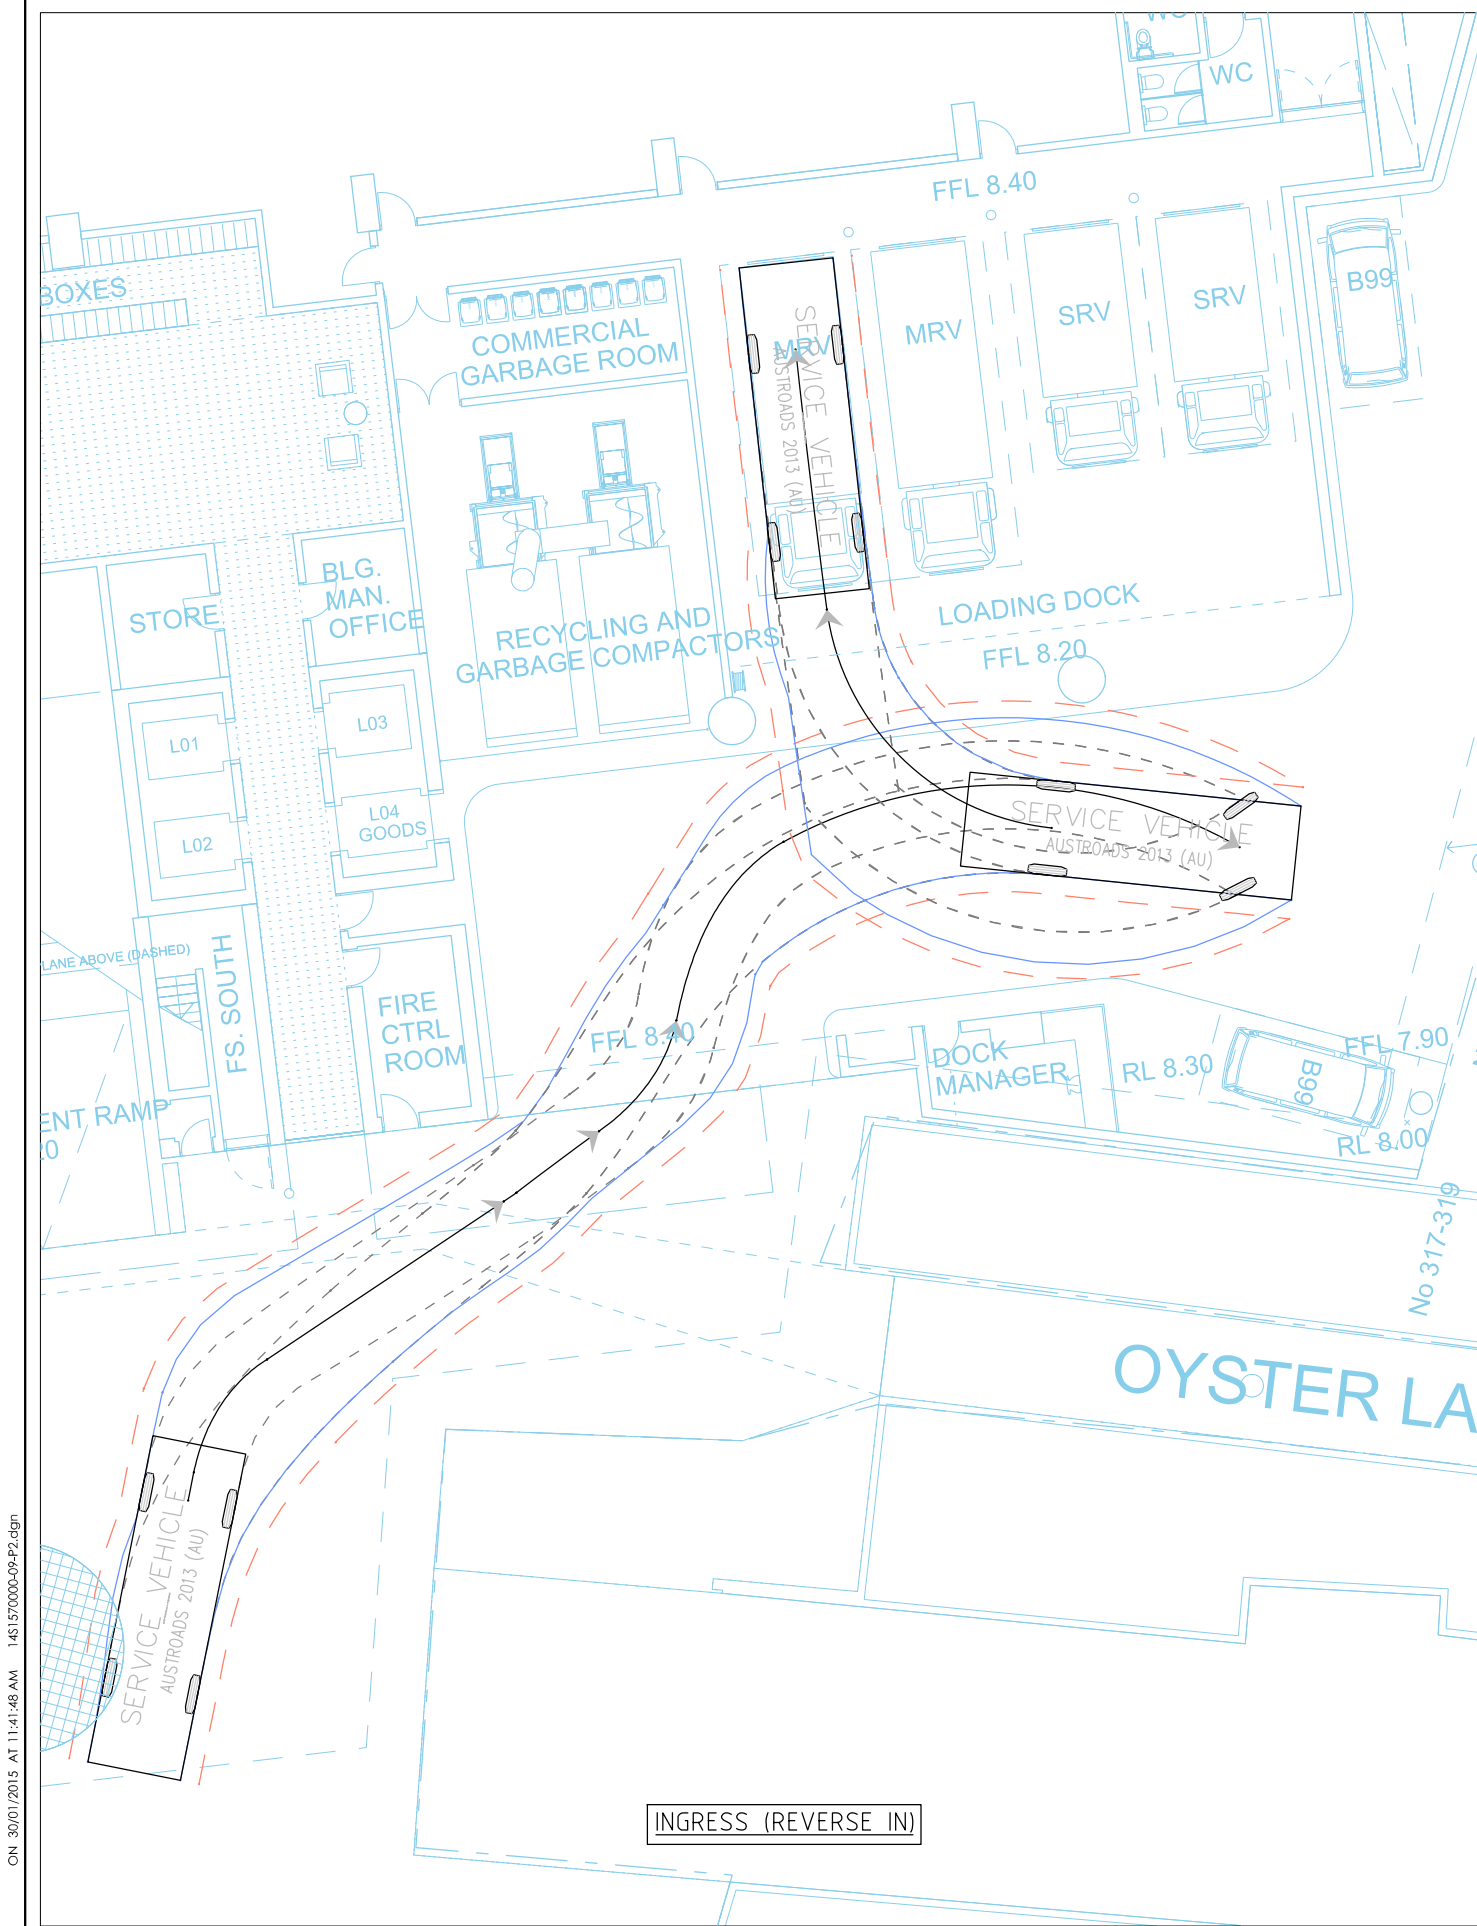 WC
WC
FFL 8.40
BOXES
B99
SRV
SRV
MRV
MRV
COMMERCIAL
GARBAGE ROOM
SERVICE VEHICLE
AUSTROADS 2013 (AU)
BLG.
MAN.
OFFICE
STORE
RECYCLING AND
GARBAGE COMPACTORS
LOADING DOCK
FFL 8.20
L01
L03
L02
L04
GOODS
SERVICE VEHICLE
AUSTROADS 2013 (AU)
LANE ABOVE (DASHED)
FS. SOUTH
FIRE
CTRL
ROOM
FFL 8.40
DOCK
MANAGER
RL 8.30
B99
FFL 7.90
RL 8.00
ENT RAMP
20
No 317-319
OYSTER LA
SERVICE VEHICLE
AUSTROADS 2013 (AU)
INGRESS (REVERSE IN)
ON 30/01/2015 AT 11:41:48 AM 14S1570000-09-P2.dgn